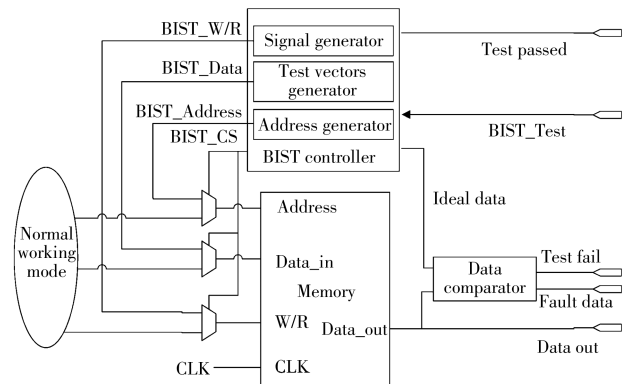 BIST_W/R
Signal generator
Test passed
BIST_Data
Test vectors
generator
BIST_Address
Address generator
BIST_Test
BIST_CS
BIST controller
Ideal data
Address
Normal
working
mode
Data_in
Data
comparator
Test fail
Memory
Fault data
W/R
Data_out
Data out
CLK
CLK